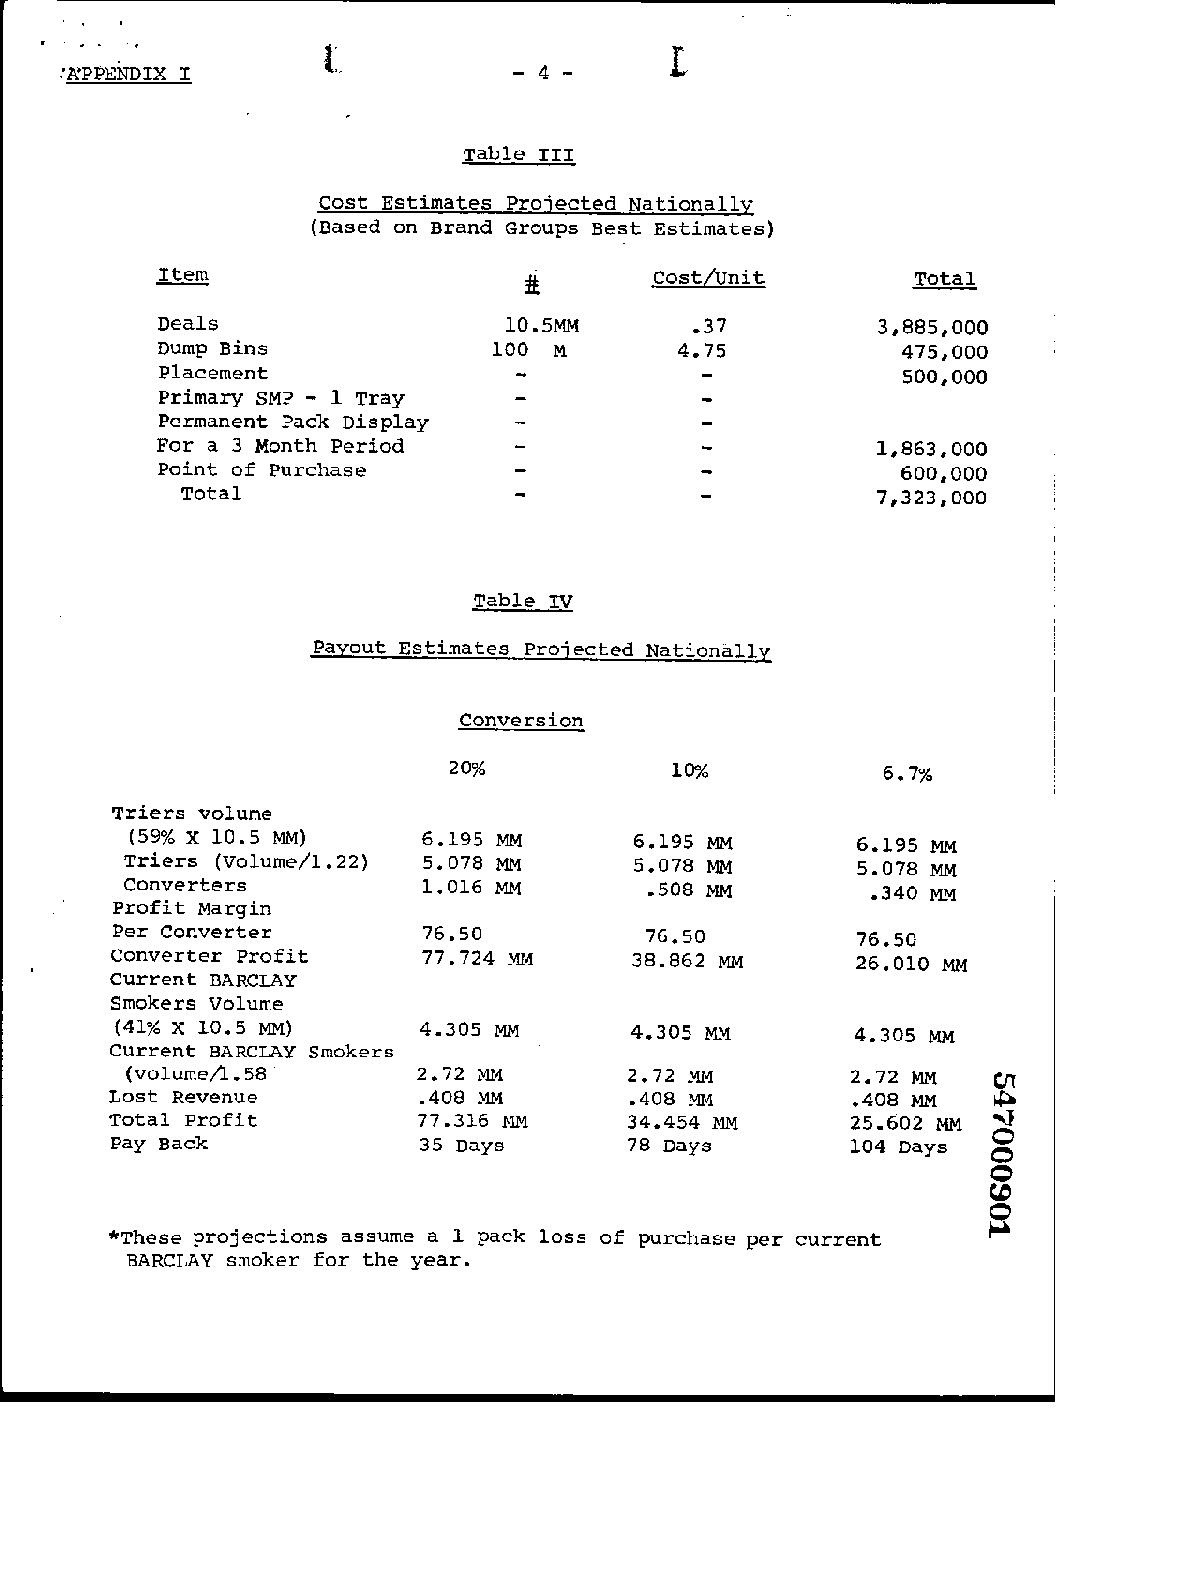 APPENDIX I
- 4 -
Table III
Cost Estimates Projected Nationally
(Based on Brand Groups Best Estimates)
Item # Cost/Unit Total
Deals 10.5MM .37 3,885,000
Dump Bins 100 M 4.75 475,000
Placement - - 500,000
Primary SMP - 1 Tray - -
Permanent Pack Display - -
For a 3 Month Period - - 1,863,000
Point of Purchase - - 600,000
Total - - 7,323,000
Table IV
Payout Estimates Projected Nationally
Conversion
20% 10% 6.7%
Triers volume
(59% X 10.5 MM) 6.195 MM 6.195 MM 6.195 MM
Triers (Volume/1.22) 5.078 MM 5.078 MM 5.078 MM
Converters 1.016 MM .508 MM .340 MM
Profit Margin
Per Converter 76.50 76.50 76.50
Converter Profit 77.724 MM 38.862 MM 26.010 MM
Current BARCLAY
Smokers Volume
(41% X 10.5 MM) 4.305 MM 4.305 MM 4.305 MM
Current BARCLAY Smokers
(volume/1.58 2.72 MM 2.72 MM 2.72 MM
Lost Revenue .408 MM .408 MM .408 MM
Total Profit 77.316 MM 34.454 MM 25.602 MM
Pay Back 35 Days 78 Days 104 Days
*These projections assume a 1 pack loss of purchase per current
BARCLAY smoker for the year.
547000901